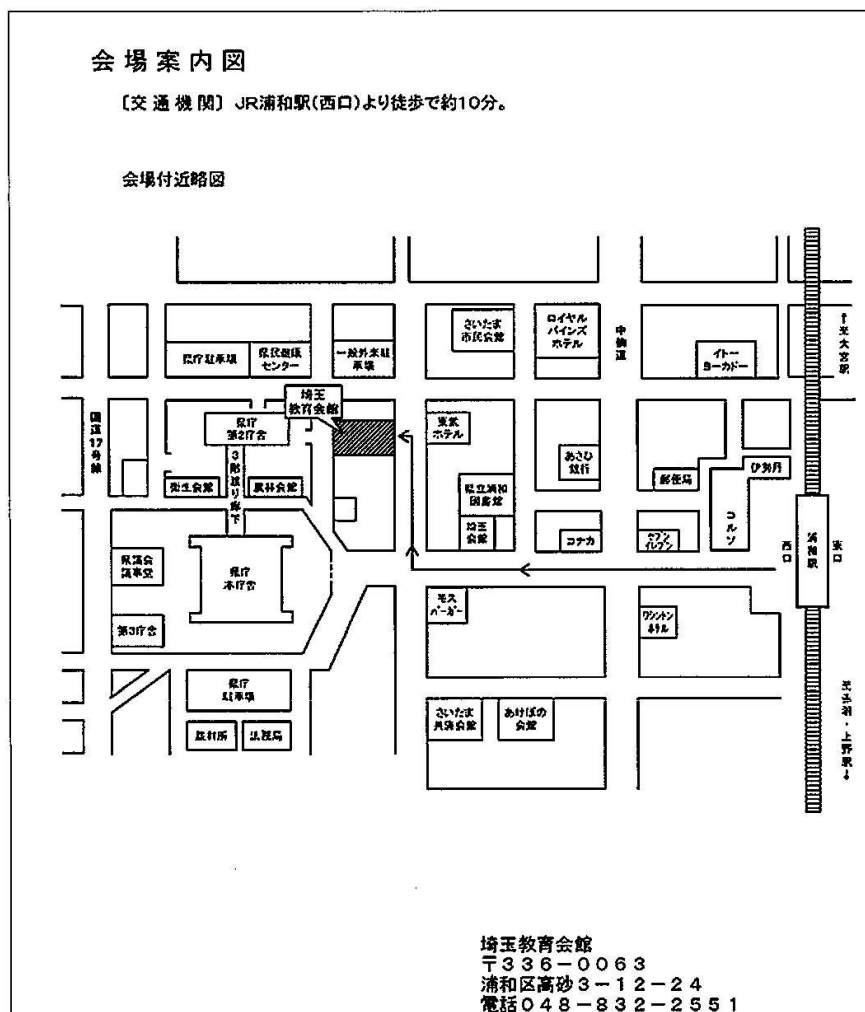 会場案内図
〔交通機関〕 JR浦和駅(西口)より徒歩で約10分。
会場付近略図
県庁駐車場
県民健康
センター
一般外来駐
車場
さいたま
市民会館
ロイヤル
パインズ
ホテル
中仙道
イトー
ヨーカドー
↑至大宮駅
国道17号線
県庁
第2庁舎
埼玉
教育会館
東武
ホテル
あさひ
銀行
郵便局
伊勢丹
衛生会館
3階渡り廊下
農林会館
県立浦和
図書館
埼玉
会館
コナカ
セブン
イレブン
コルソ
西口
浦和駅
東口
県議会
議事堂
県庁
本庁舎
第3庁舎
モス
バーガー
ワシントン
ホテル
県庁
駐車場
裁判所
法務局
さいたま
共済会館
あけぼの
会館
至赤羽・上野駅↓
埼玉教育会館
〒336-0063
浦和区高砂3-12-24
電話048-832-2551